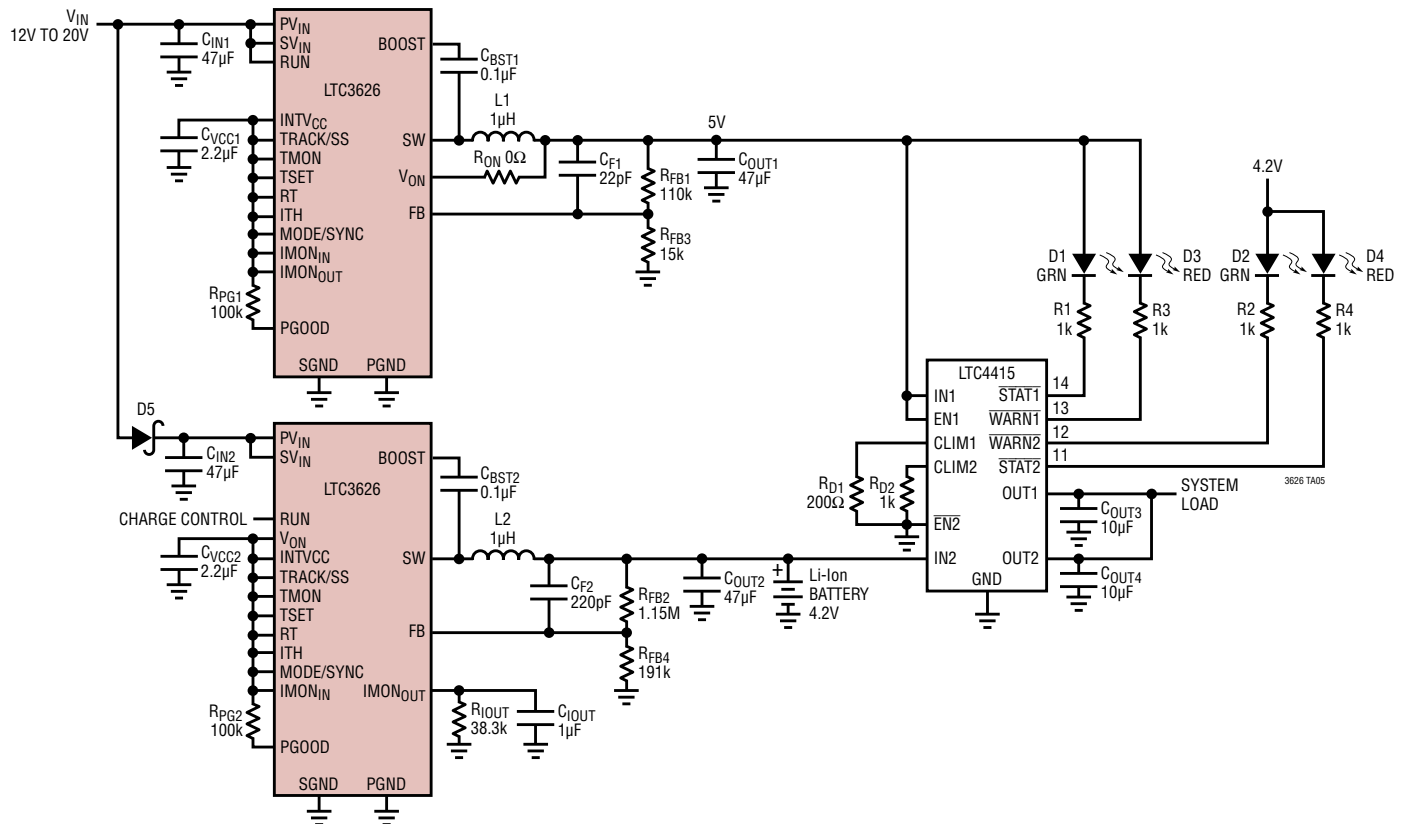 VIN
12V TO 20V
CIN1
47µF
PVIN
SVIN
RUN
BOOST
CBST1
0.1µF
LTC3626
L1
1µH
5V
INTVCC
CVCC1
2.2µF
TRACK/SS
TMON
TSET
RT
ITH
MODE/SYNC
IMONIN
IMONOUT
SW
RON 0Ω
VON
FB
CF1
22pF
RFB1
110k
COUT1
47µF
RFB3
15k
RPG1
100k
PGOOD
SGND
PGND
4.2V
D1
GRN
D3
RED
D2
GRN
D4
RED
R1
1k
R3
1k
R2
1k
R4
1k
LTC4415
IN1
EN1
CLIM1
CLIM2
EN2
IN2
STAT1
14
WARN1
13
WARN2
12
STAT2
11
OUT1
OUT2
GND
3626 TA05
RD1
200Ω
RD2
1k
SYSTEM
LOAD
COUT3
10µF
COUT4
10µF
D5
CIN2
47µF
PVIN
SVIN
BOOST
CBST2
0.1µF
LTC3626
CHARGE CONTROL
RUN
L2
1µH
VON
CVCC2
2.2µF
INTVCC
TRACK/SS
TMON
TSET
RT
ITH
MODE/SYNC
IMONIN
SW
FB
IMONOUT
CF2
220pF
RFB2
1.15M
COUT2
47µF
+
Li-Ion
BATTERY
4.2V
RFB4
191k
RIOUT
38.3k
CIOUT
1µF
RPG2
100k
PGOOD
SGND
PGND